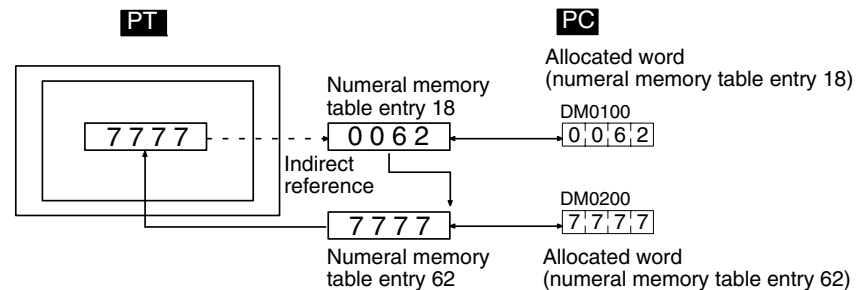 PT
PC
Allocated word
(numeral memory table entry 18)
Numeral memory
table entry 18
DM0100
7777
0062
0062
Indirect
reference
DM0200
7777
7777
Numeral memory
table entry 62
Allocated word
(numeral memory table entry 62)